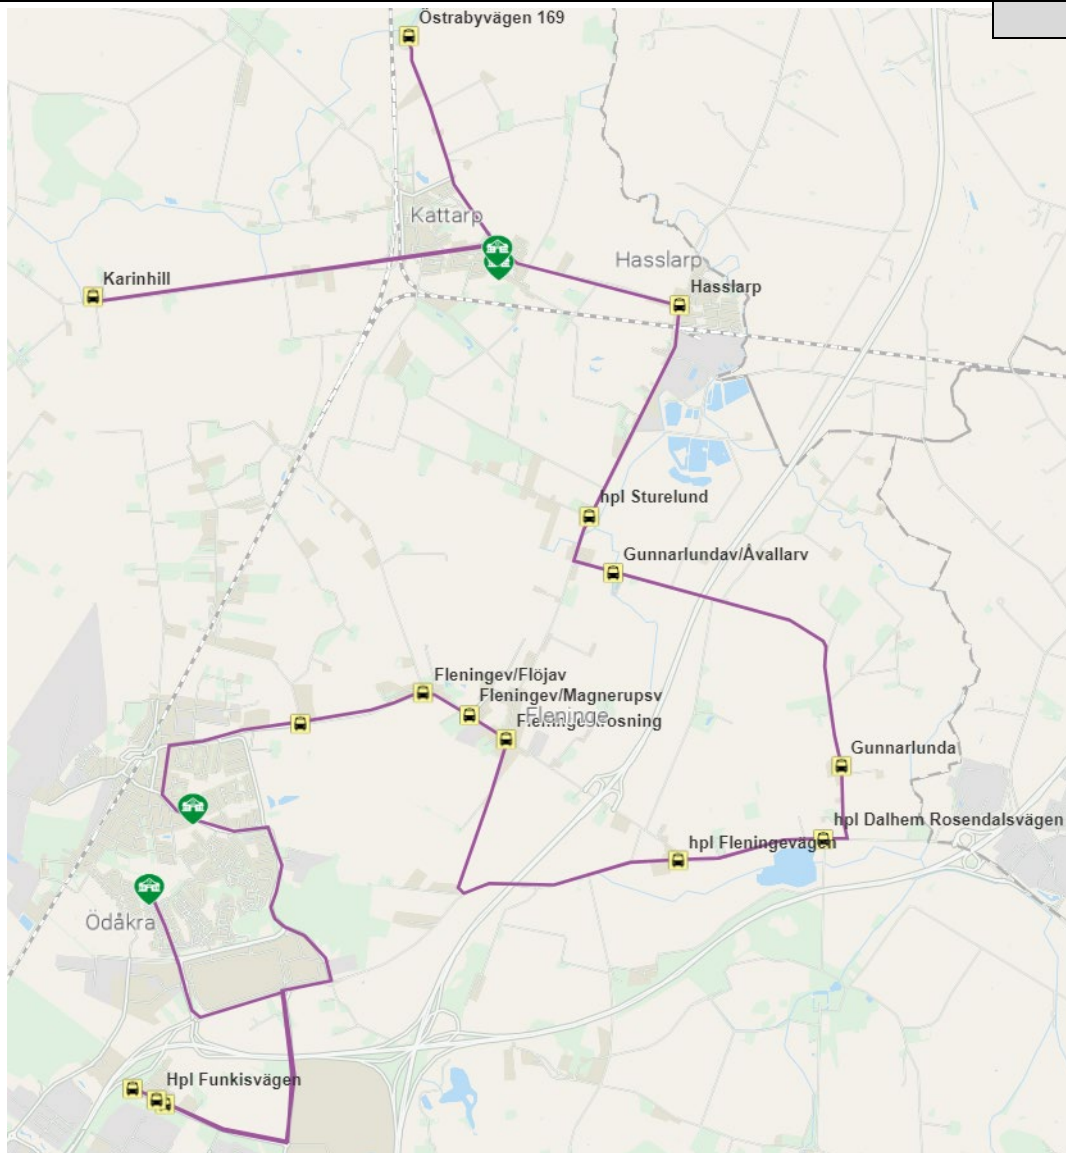 Östrabyvägen 169
Kattarp
Hasslarp
Karinhill
Hasslarp
hpl Sturelund
Gunnarlundav/Åvallarv
Fleningev/Flöjav
Fleningev/Magnerupsv
Fleninge
Gunnarlunda
hpl Dalhem Rosendalsvägen
hpl Fleningevägen
Ödåkra
Hpl Funkisvägen